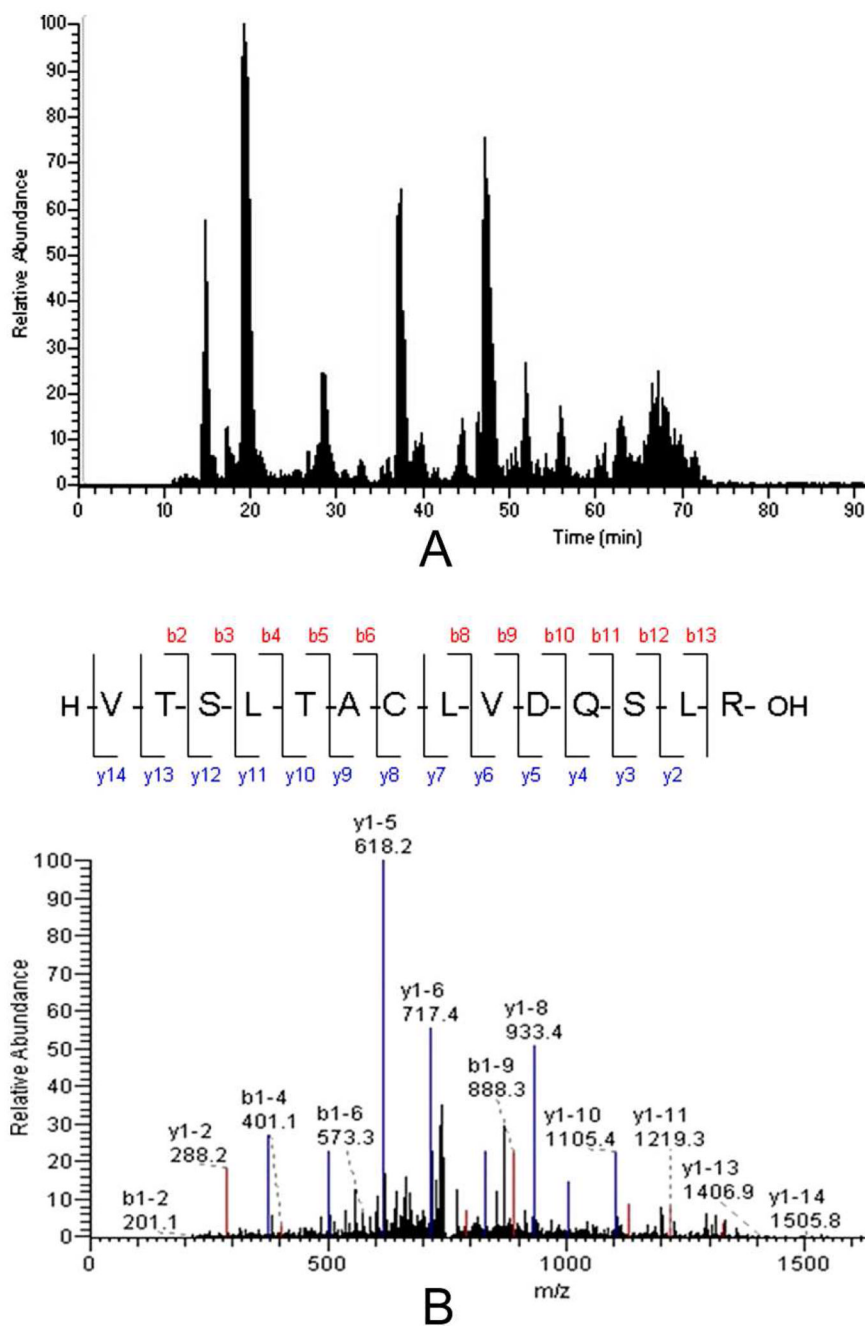 100
90
80
70
60
50
40
30
20
10
0
Relative Abundance
0 10 20 30 40 50 60 70 80 90
Time (min)
A
b2 b3 b4 b5 b6 b8 b9 b10 b11 b12 b13
H-V-T-S-L-T-A-C-L-V-D-Q-S-L-R-OH
y14 y13 y12 y11 y10 y9 y8 y7 y6 y5 y4 y3 y2
100
90
80
70
60
50
40
30
20
10
0
Relative Abundance
y1-5
618.2
y1-6
717.4
y1-8
933.4
b1-9
888.3
b1-4
401.1
b1-6
573.3
y1-10
1105.4
y1-11
1219.3
y1-2
288.2
y1-13
1406.9
b1-2
201.1
y1-14
1505.8
0 500 1000 1500
m/z
B